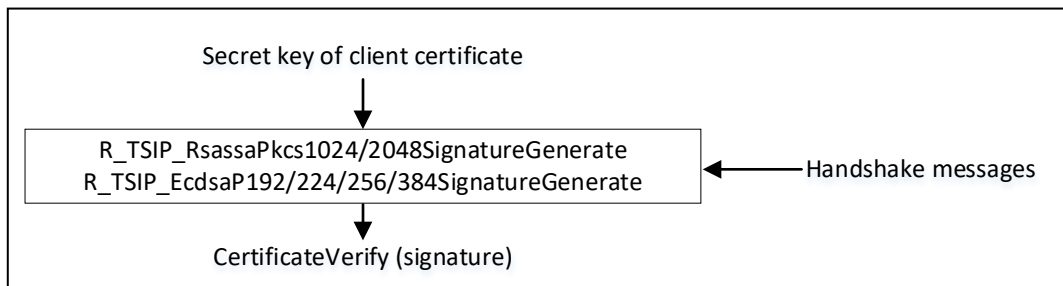 Secret key of client certificate
R_TSIP_RsassaPkcs1024/2048SignatureGenerate
R_TSIP_EcdsaP192/224/256/384SignatureGenerate
Handshake messages
CertificateVerify (signature)